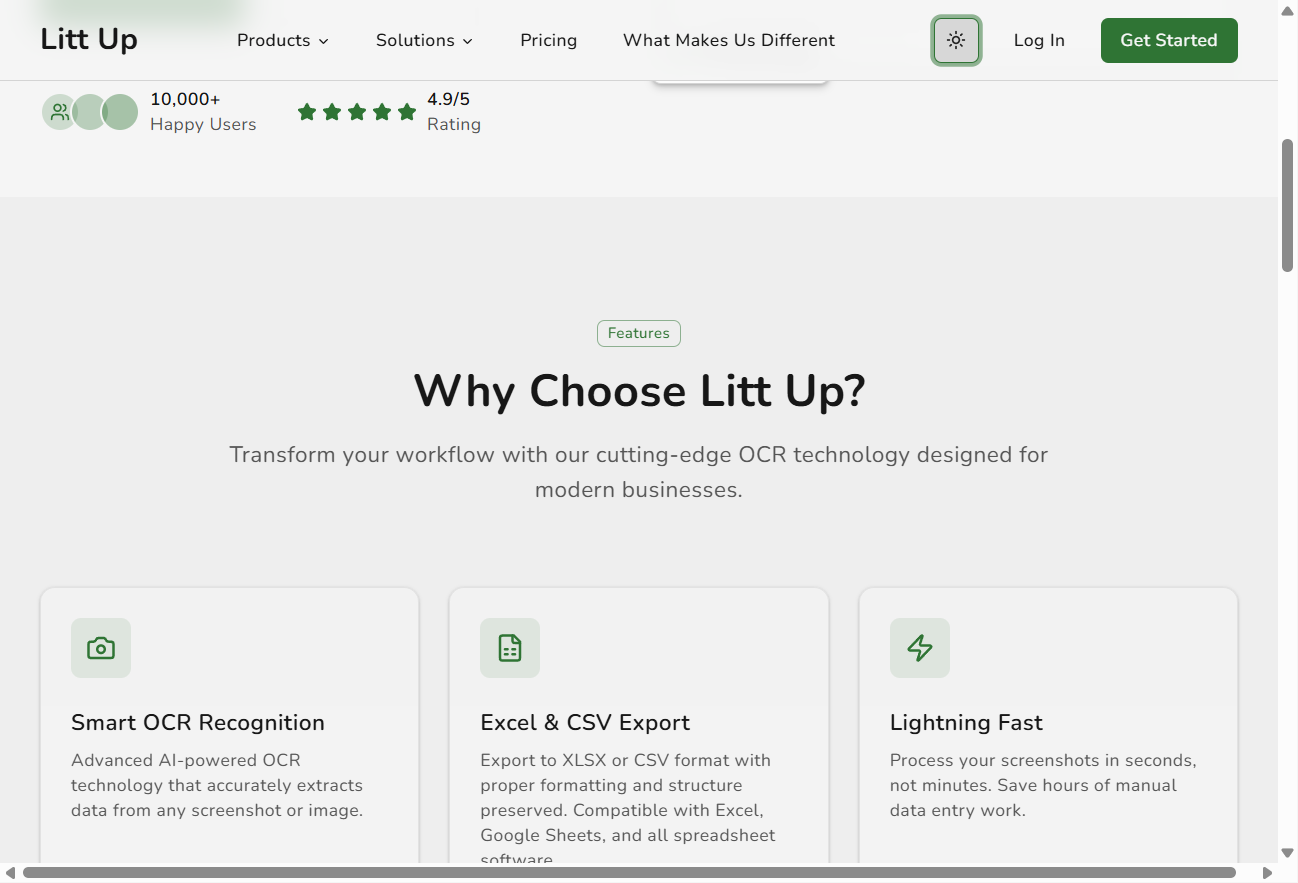 Litt Up
Products
Solutions
Pricing
What Makes Us Different
Log In
Get Started
10,000+
Happy Users
4.9/5
Rating
Features
Why Choose Litt Up?
Transform your workflow with our cutting-edge OCR technology designed for
modern businesses.
Smart OCR Recognition
Advanced AI-powered OCR
technology that accurately extracts
data from any screenshot or image.
Excel & CSV Export
Export to XLSX or CSV format with
proper formatting and structure
preserved. Compatible with Excel,
Google Sheets, and all spreadsheet
software.
Lightning Fast
Process your screenshots in seconds,
not minutes. Save hours of manual
data entry work.